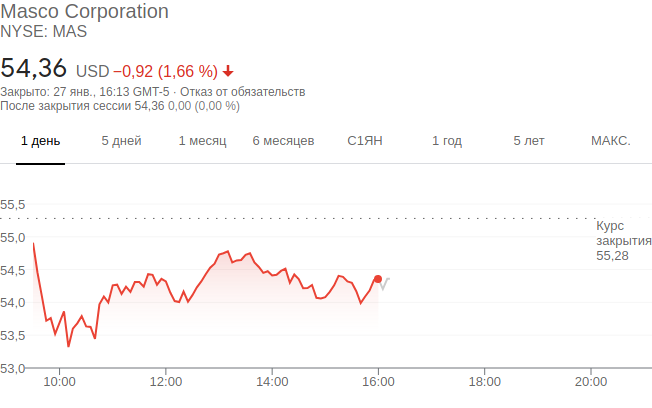 Masco Corporation
NYSE: MAS
54,36 USD −0,92 (1,66 %)
Закрыто: 27 янв., 16:13 GMT-5 · Отказ от обязательств
После закрытия сессии 54,36 0,00 (0,00 %)
1 день 5 дней 1 месяц 6 месяцев С1ЯН 1 год 5 лет МАКС.
55,5
Курс
закрытия
55,28
55,0
54,5
54,0
53,5
53,0
10:00 12:00 14:00 16:00 18:00 20:00